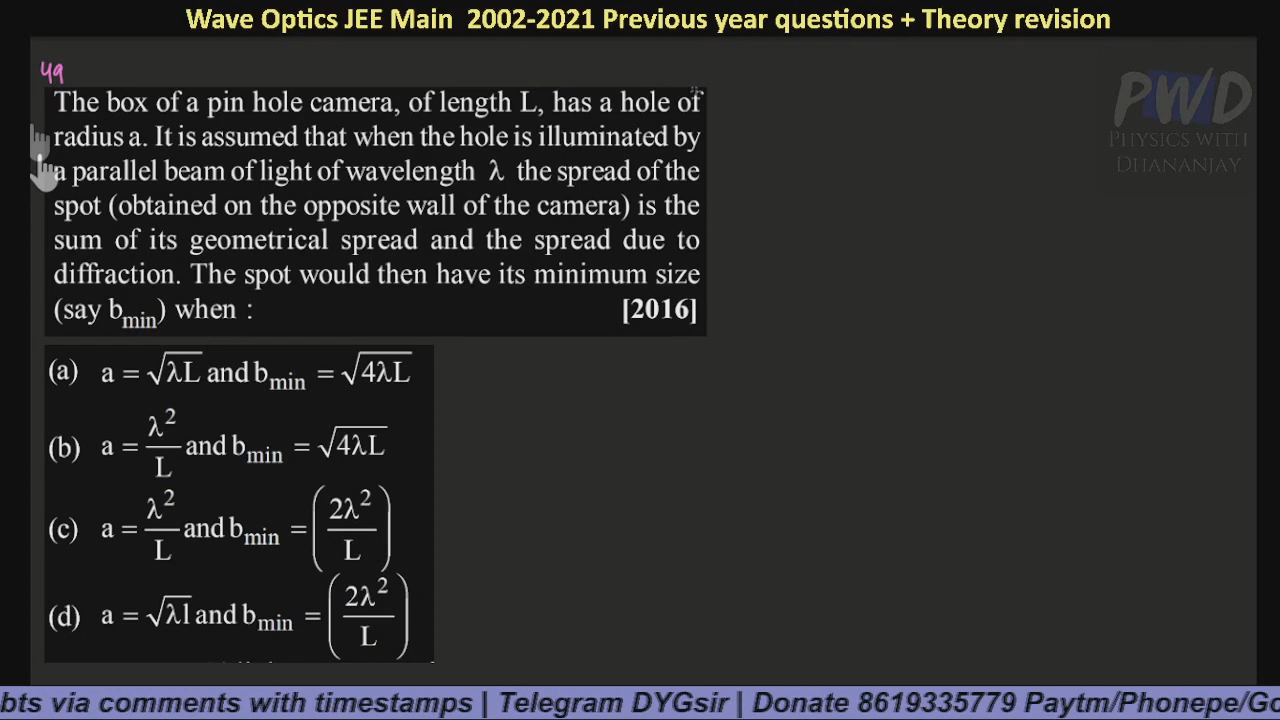 Wave Optics JEE Main 2002-2021 Previous year questions + Theory revision
49
PWD
PHYSICS WITH
DHANANJAY
The box of a pin hole camera, of length L, has a hole of
radius a. It is assumed that when the hole is illuminated by
a parallel beam of light of wavelength λ the spread of the
spot (obtained on the opposite wall of the camera) is the
sum of its geometrical spread and the spread due to
diffraction. The spot would then have its minimum size
(say b_min) when : [2016]
(a) a = √λL and b_min = √4λL
(b) a = λ²/L and b_min = √4λL
(c) a = λ²/L and b_min = (2λ²/L)
(d) a = √λl and b_min = (2λ²/L)
bts via comments with timestamps | Telegram DYGsir | Donate 8619335779 Paytm/Phonepe/Go